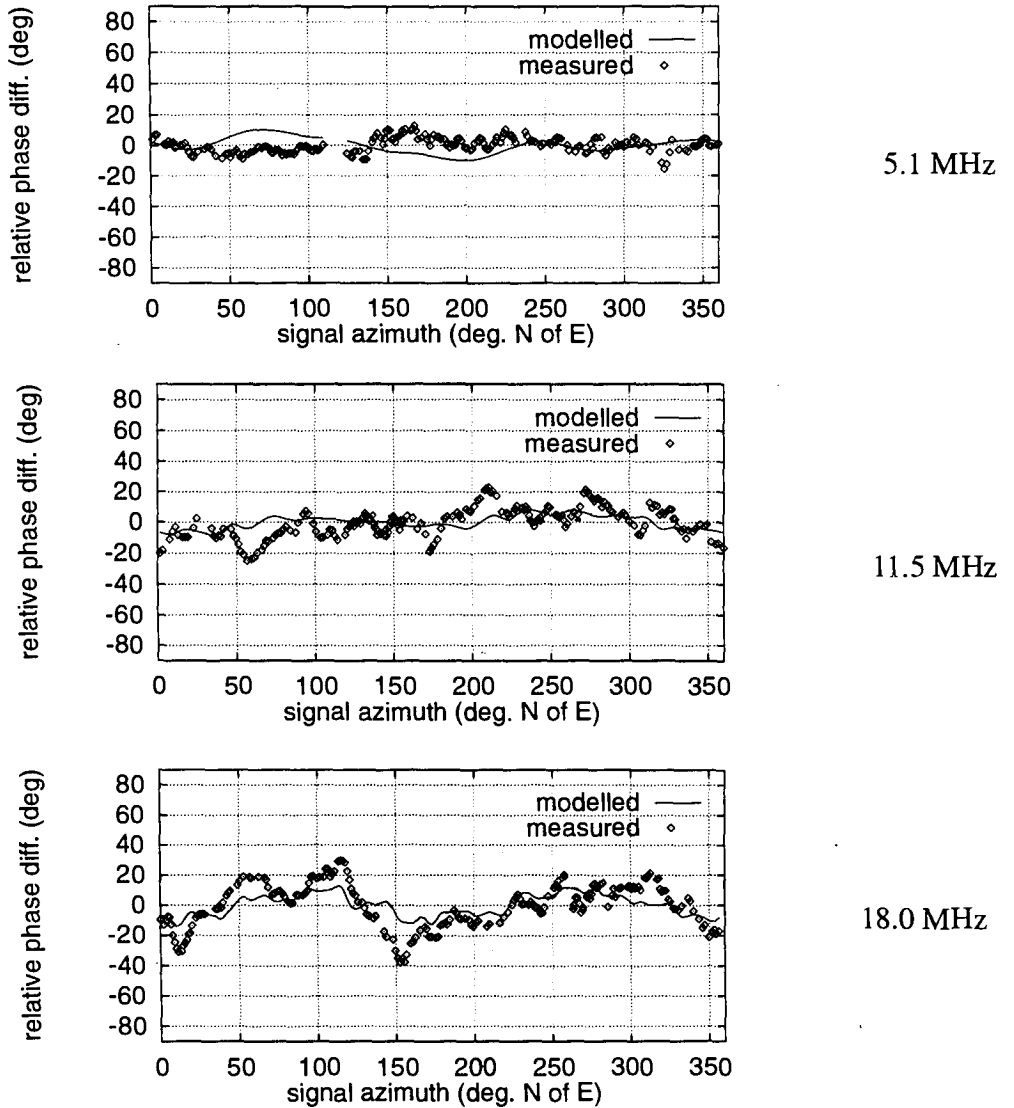 relative phase diff. (deg)
80
60
40
20
0
-20
-40
-60
-80
modelled
measured
0 50 100 150 200 250 300 350
signal azimuth (deg. N of E)
5.1 MHz
relative phase diff. (deg)
80
60
40
20
0
-20
-40
-60
-80
modelled
measured
0 50 100 150 200 250 300 350
signal azimuth (deg. N of E)
11.5 MHz
relative phase diff. (deg)
80
60
40
20
0
-20
-40
-60
-80
modelled
measured
0 50 100 150 200 250 300 350
signal azimuth (deg. N of E)
18.0 MHz